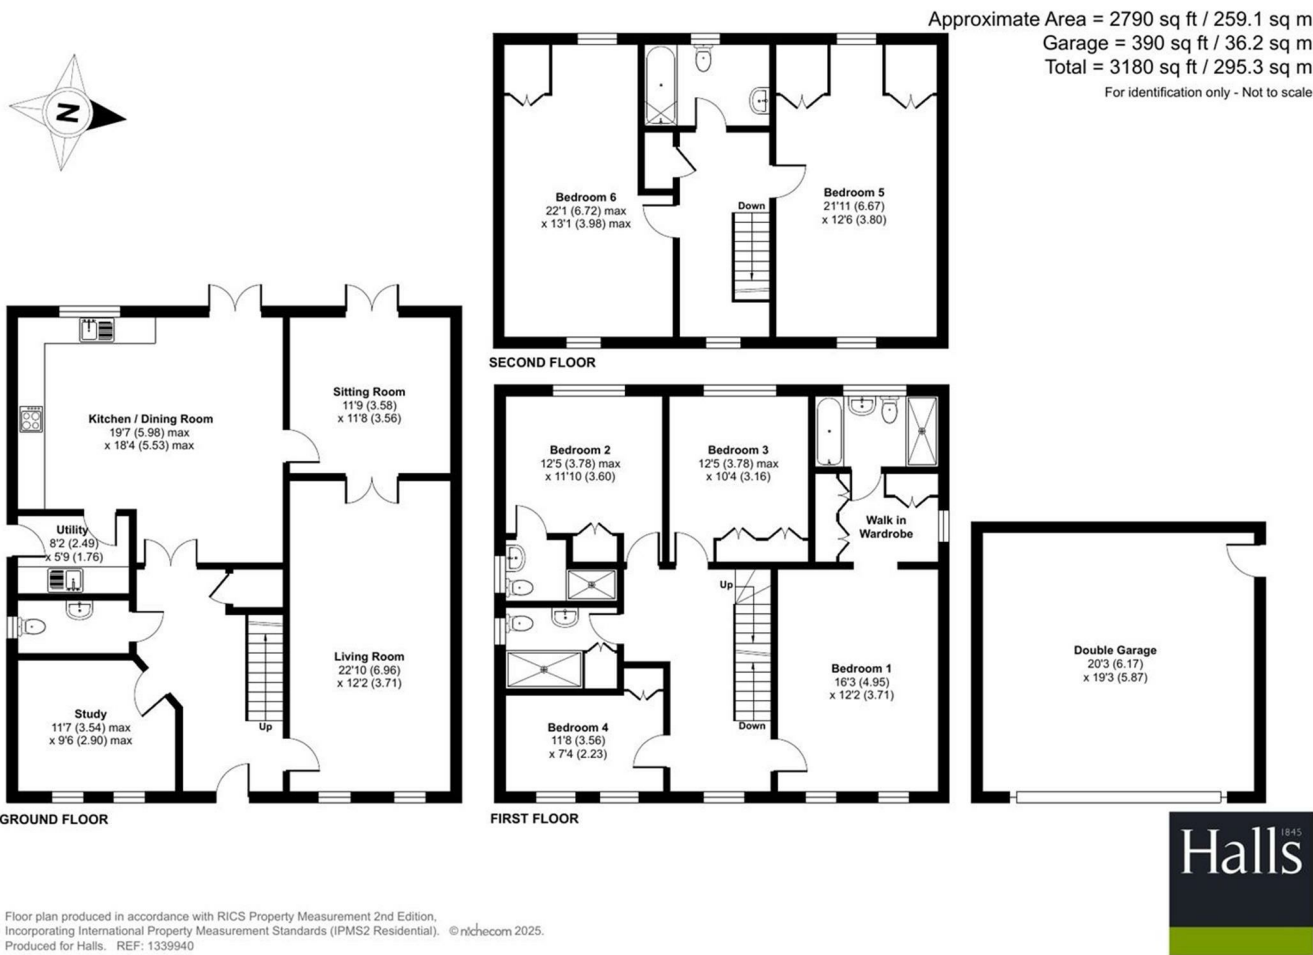 Approximate Area = 2790 sq ft / 259.1 sq m
Garage = 390 sq ft / 36.2 sq m
Total = 3180 sq ft / 295.3 sq m
For identification only - Not to scale
N
Bedroom 6
22'1 (6.72) max
x 13'1 (3.98) max
Down
Bedroom 5
21'11 (6.67)
x 12'6 (3.80)
SECOND FLOOR
Kitchen / Dining Room
19'7 (5.98) max
x 18'4 (5.53) max
Sitting Room
11'9 (3.58)
x 11'8 (3.56)
Utility
8'2 (2.49)
x 5'9 (1.76)
Living Room
22'10 (6.96)
x 12'2 (3.71)
Study
11'7 (3.54) max
x 9'6 (2.90) max
Up
GROUND FLOOR
Bedroom 2
12'5 (3.78) max
x 11'10 (3.60)
Bedroom 3
12'5 (3.78) max
x 10'4 (3.16)
Walk in
Wardrobe
Up
Bedroom 1
16'3 (4.95)
x 12'2 (3.71)
Bedroom 4
11'8 (3.56)
x 7'4 (2.23)
Down
FIRST FLOOR
Double Garage
20'3 (6.17)
x 19'3 (5.87)
Halls 1845
Floor plan produced in accordance with RICS Property Measurement 2nd Edition,
Incorporating International Property Measurement Standards (IPMS2 Residential). © nichecom 2025.
Produced for Halls. REF: 1339940